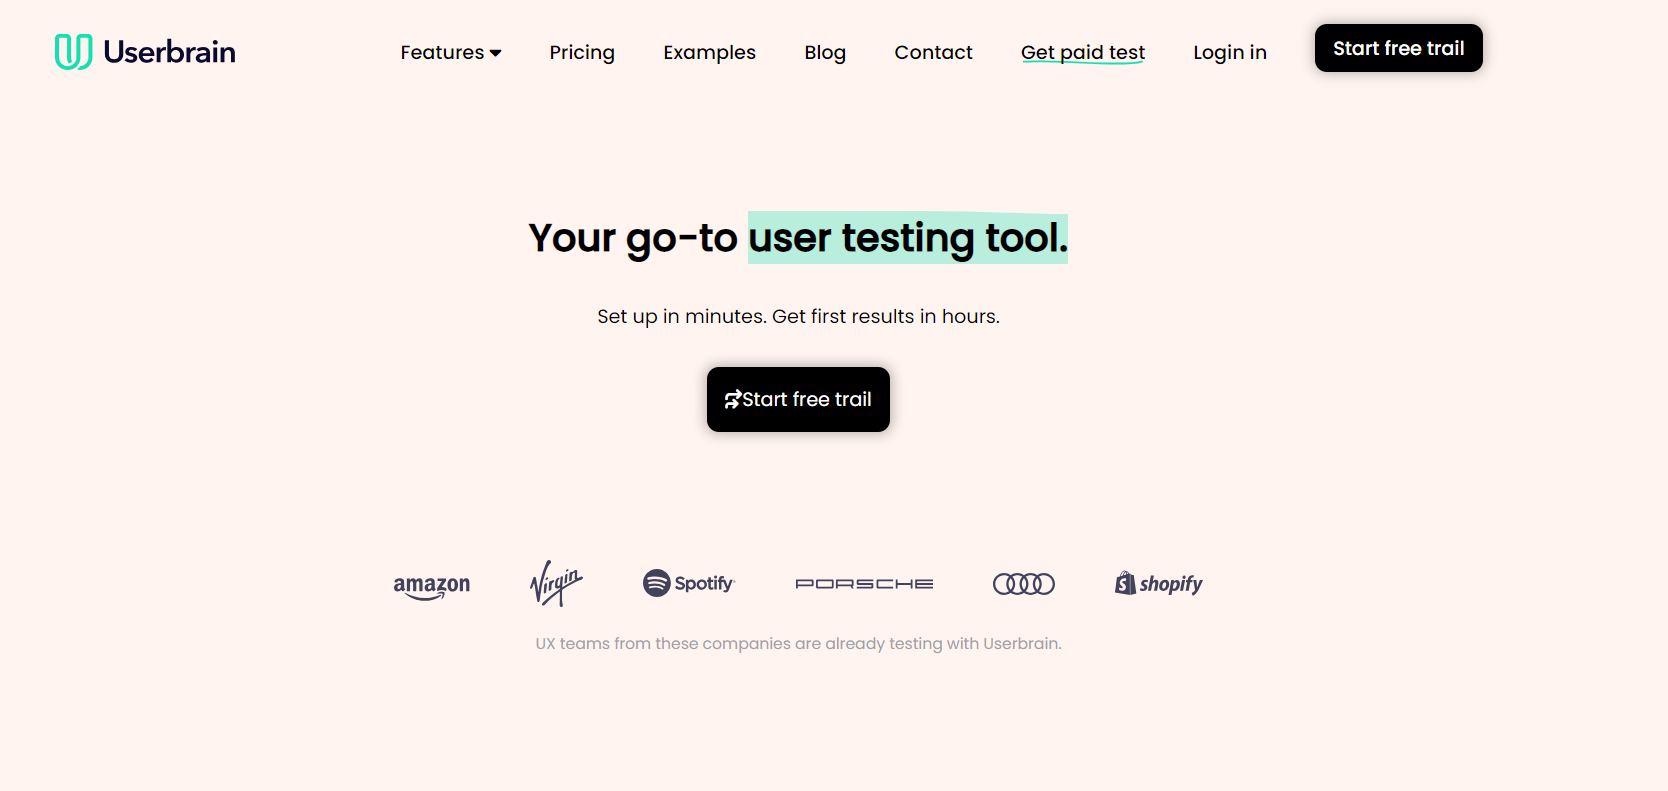 Userbrain Features Pricing Examples Blog Contact Get paid test Login in Start free trail
Your go-to user testing tool.
Set up in minutes. Get first results in hours.
Start free trail
amazon Virgin Spotify PORSCHE shopify
UX teams from these companies are already testing with Userbrain.